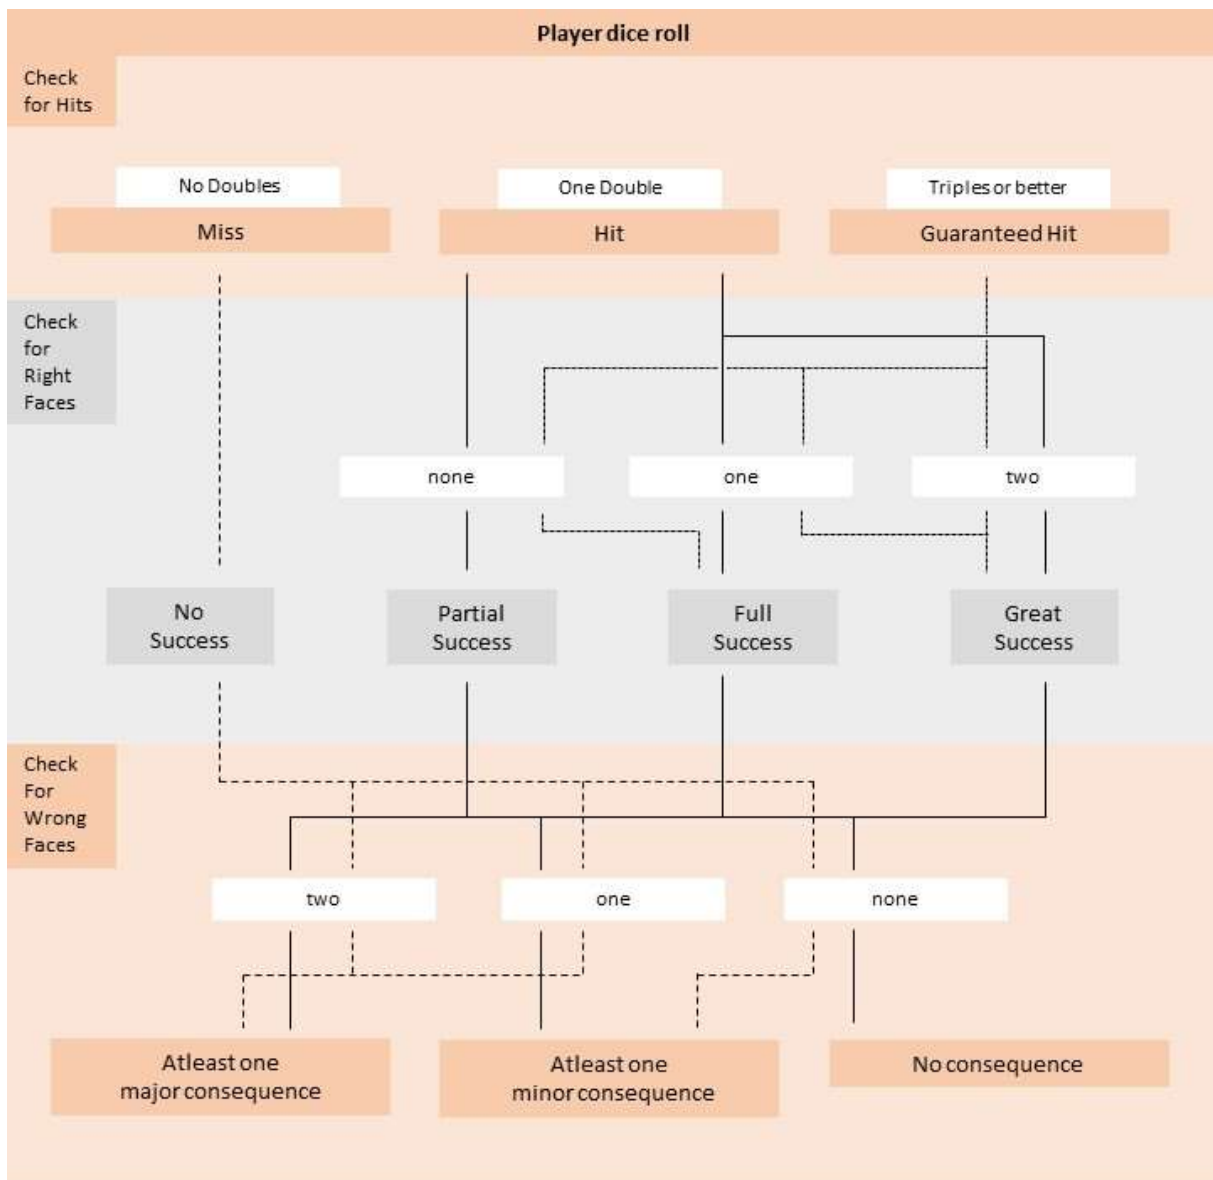 Player dice roll
Check
for Hits
No Doubles
One Double
Triples or better
Miss
Hit
Guaranteed Hit
Check
for
Right
Faces
none
one
two
No
Success
Partial
Success
Full
Success
Great
Success
Check
For
Wrong
Faces
two
one
none
Atleast one
major consequence
Atleast one
minor consequence
No consequence